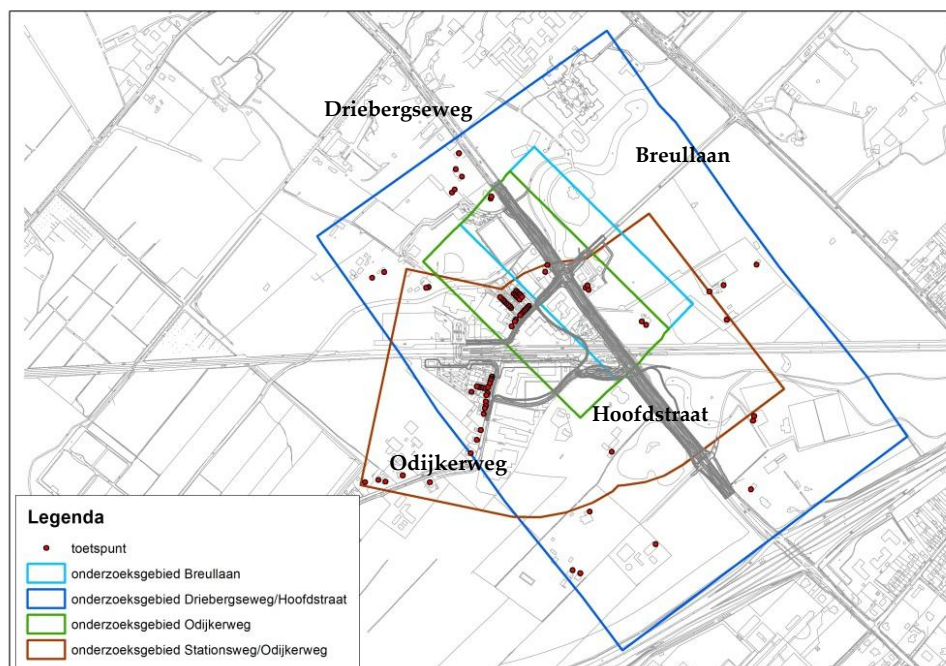 Driebergseweg
Breullaan
Hoofdstraat
Odijkerweg
Legenda
toetspunt
onderzoeksgebied Breullaan
onderzoeksgebied Driebergseweg/Hoofdstraat
onderzoeksgebied Odijkerweg
onderzoeksgebied Stationsweg/Odijkerweg